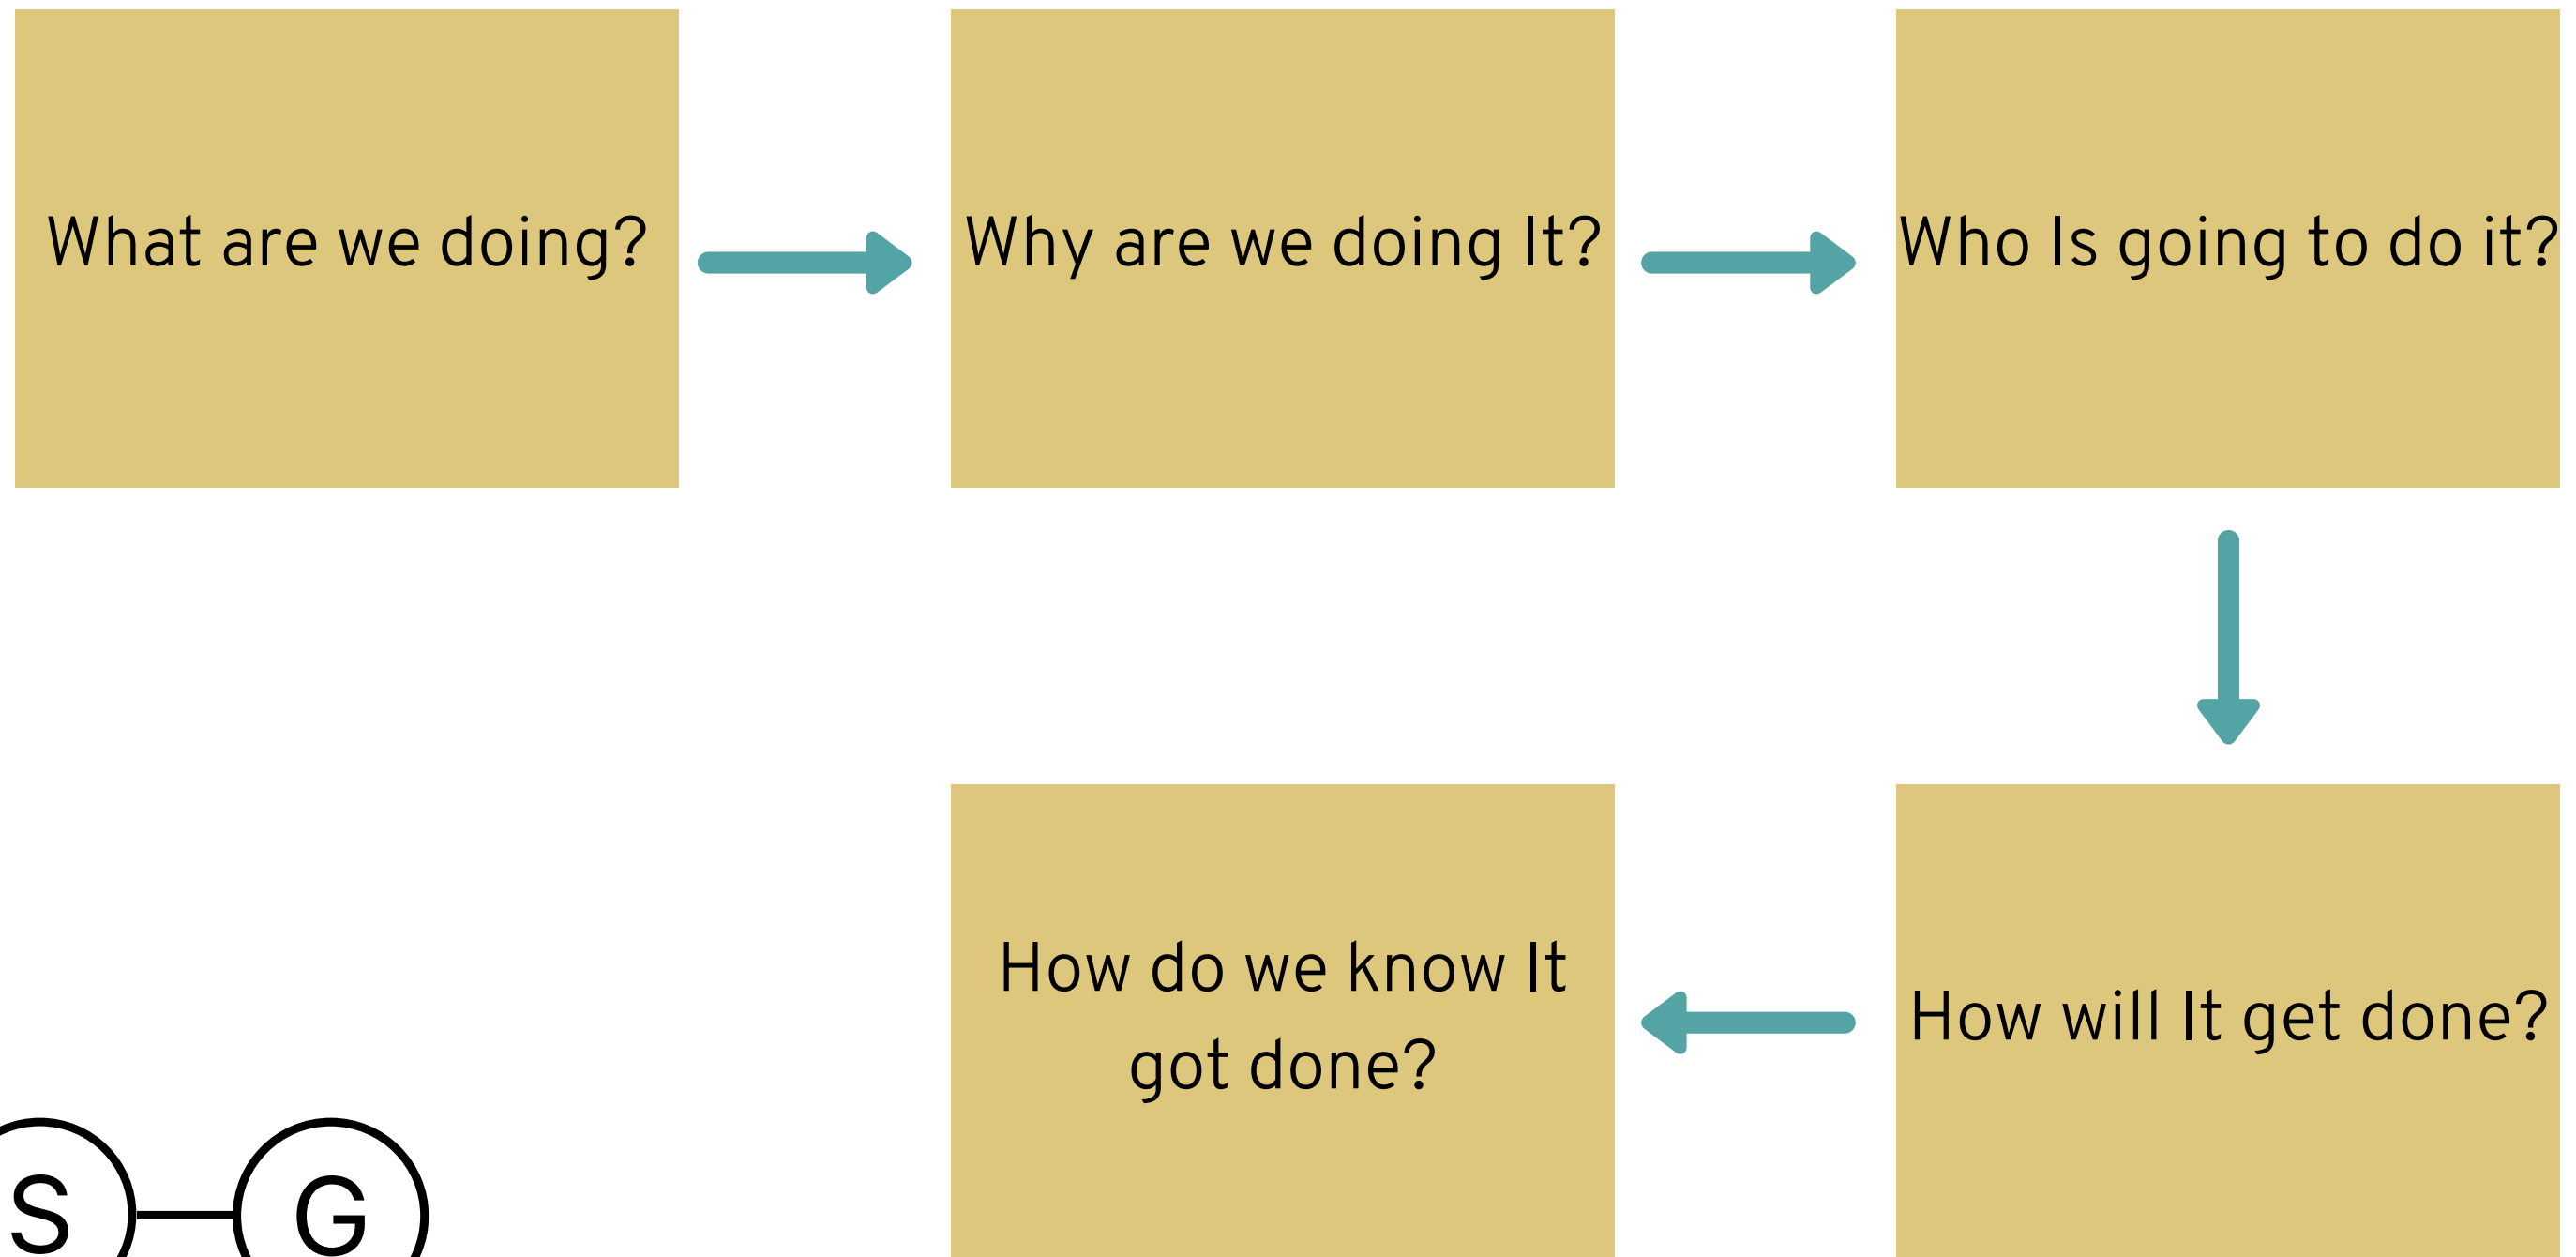 What are we doing?
Why are we doing It?
Who Is going to do it?
How will It get done?
How do we know It
got done?
S
G